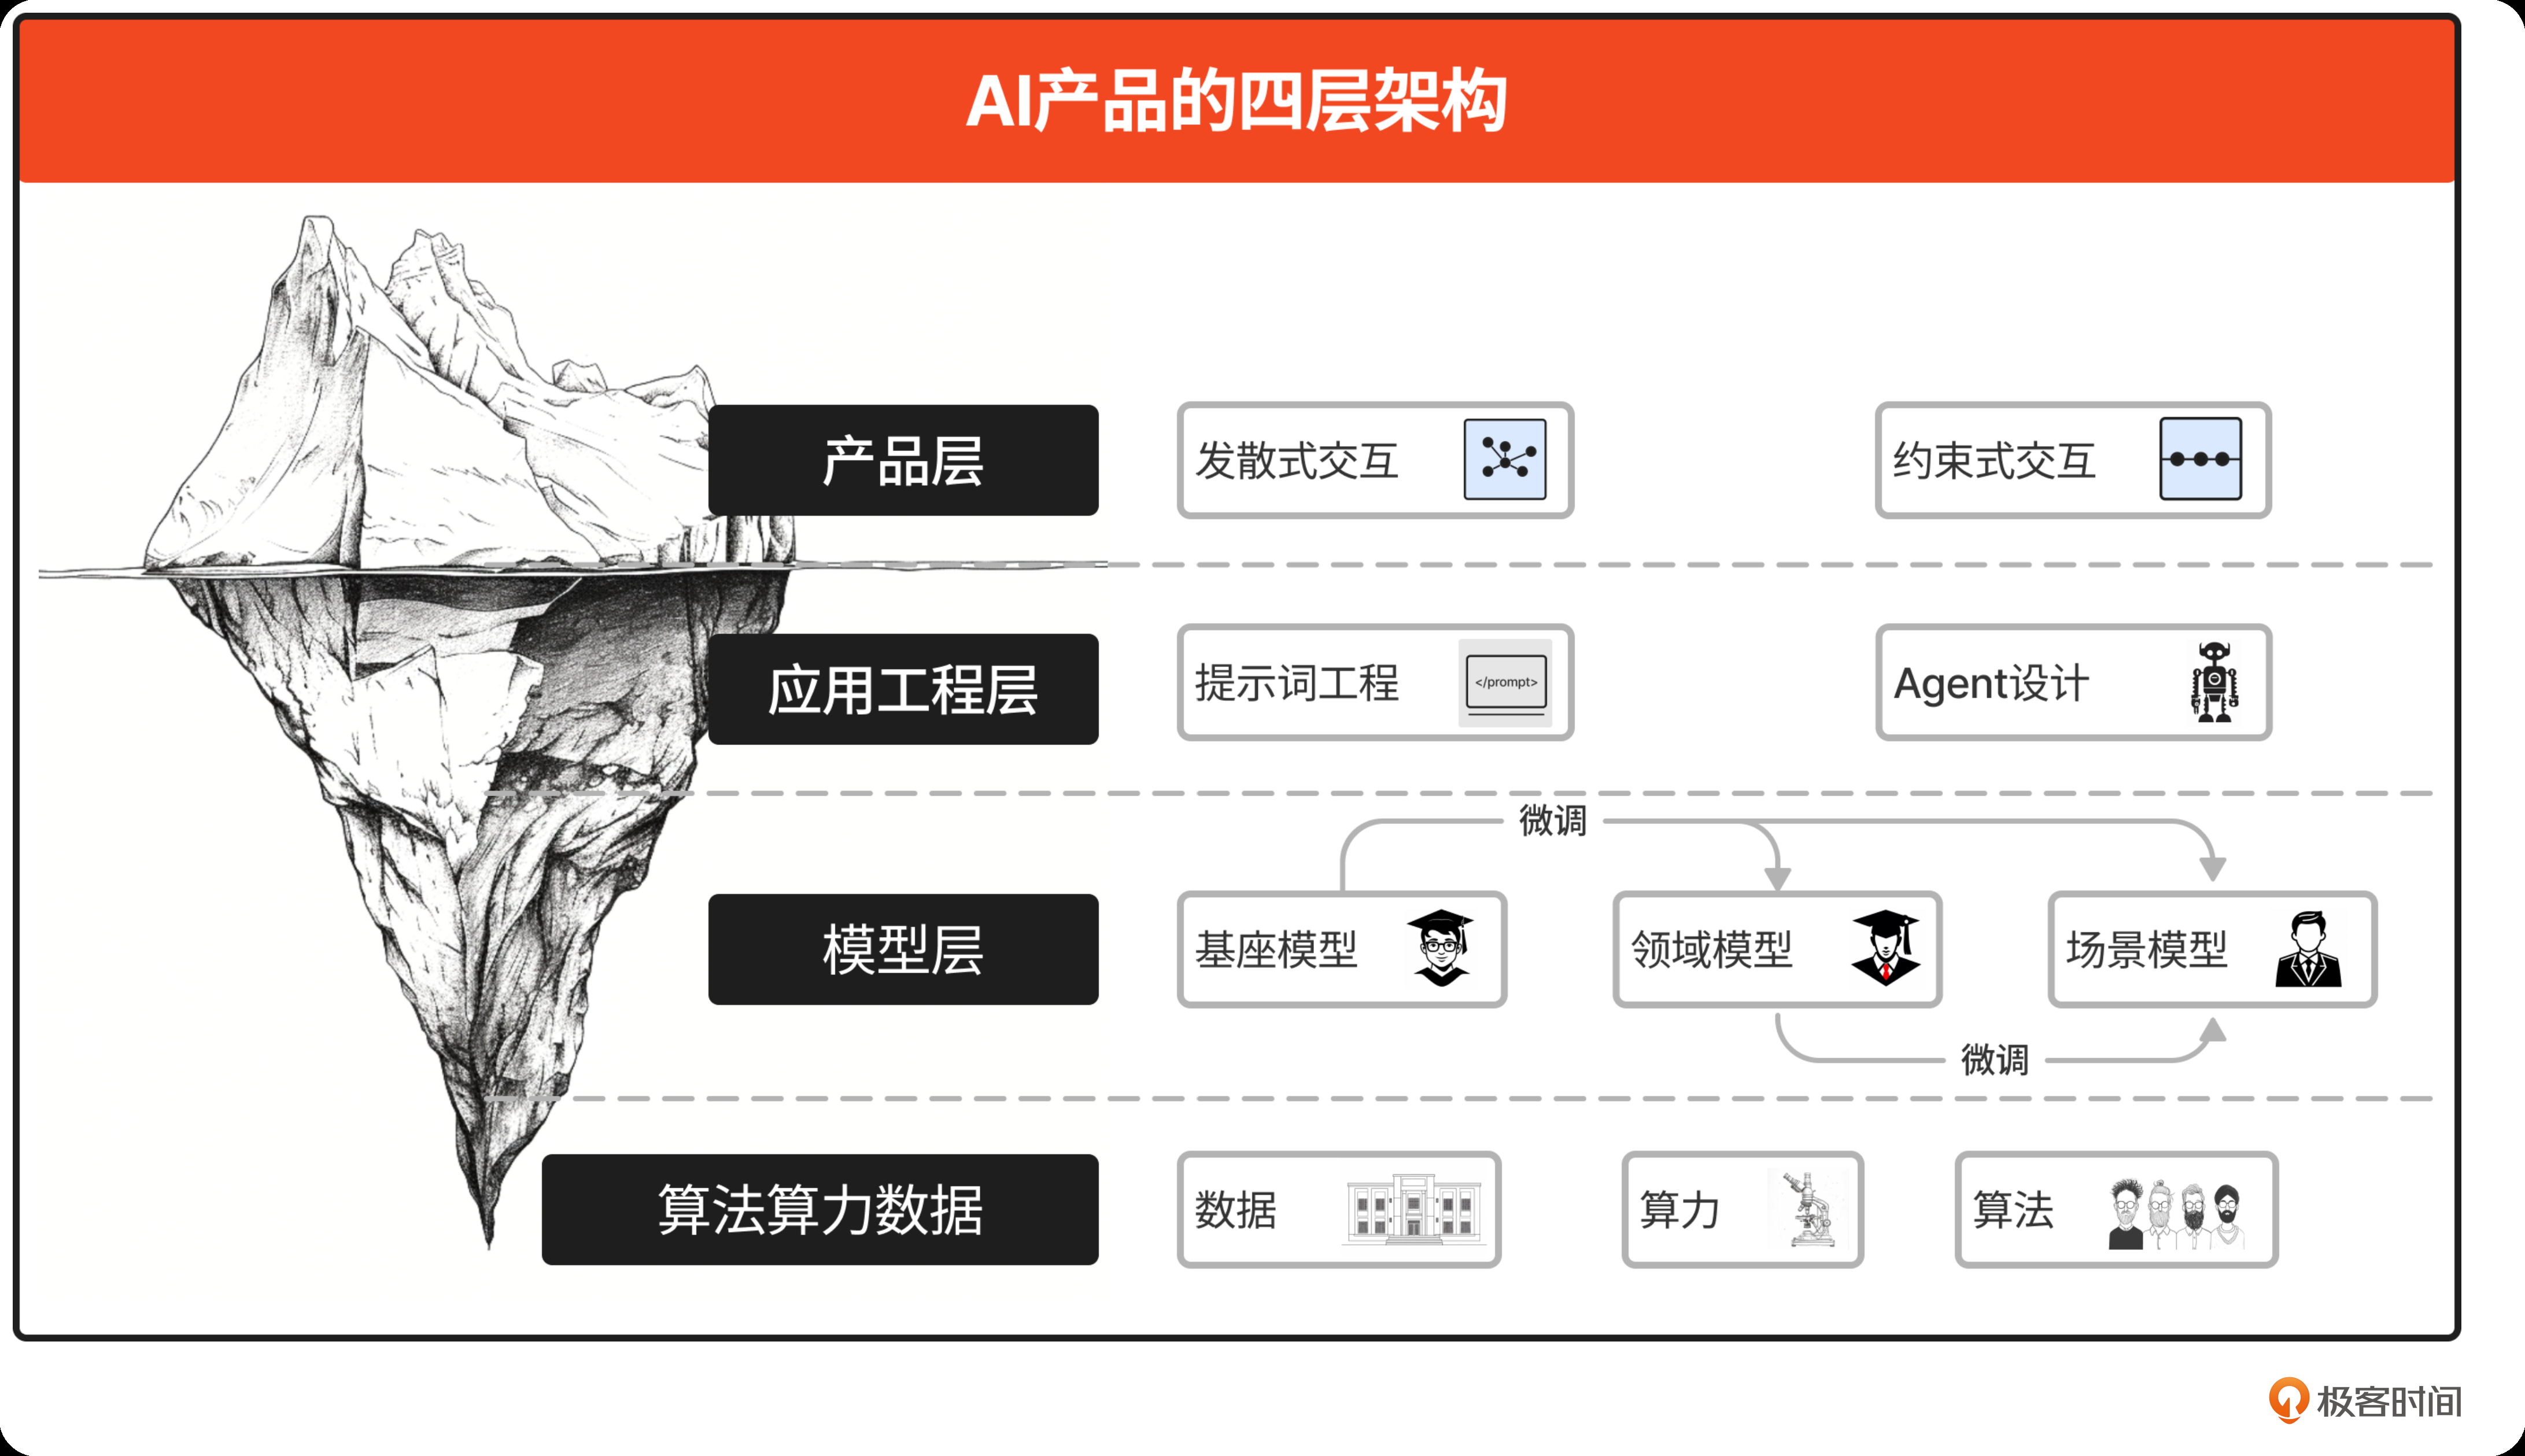 AI产品的四层架构
产品层
发散式交互
约束式交互
应用工程层
提示词工程
</prompt>
Agent设计
微调
模型层
基座模型
领域模型
场景模型
微调
算法算力数据
数据
算力
算法
极客时间